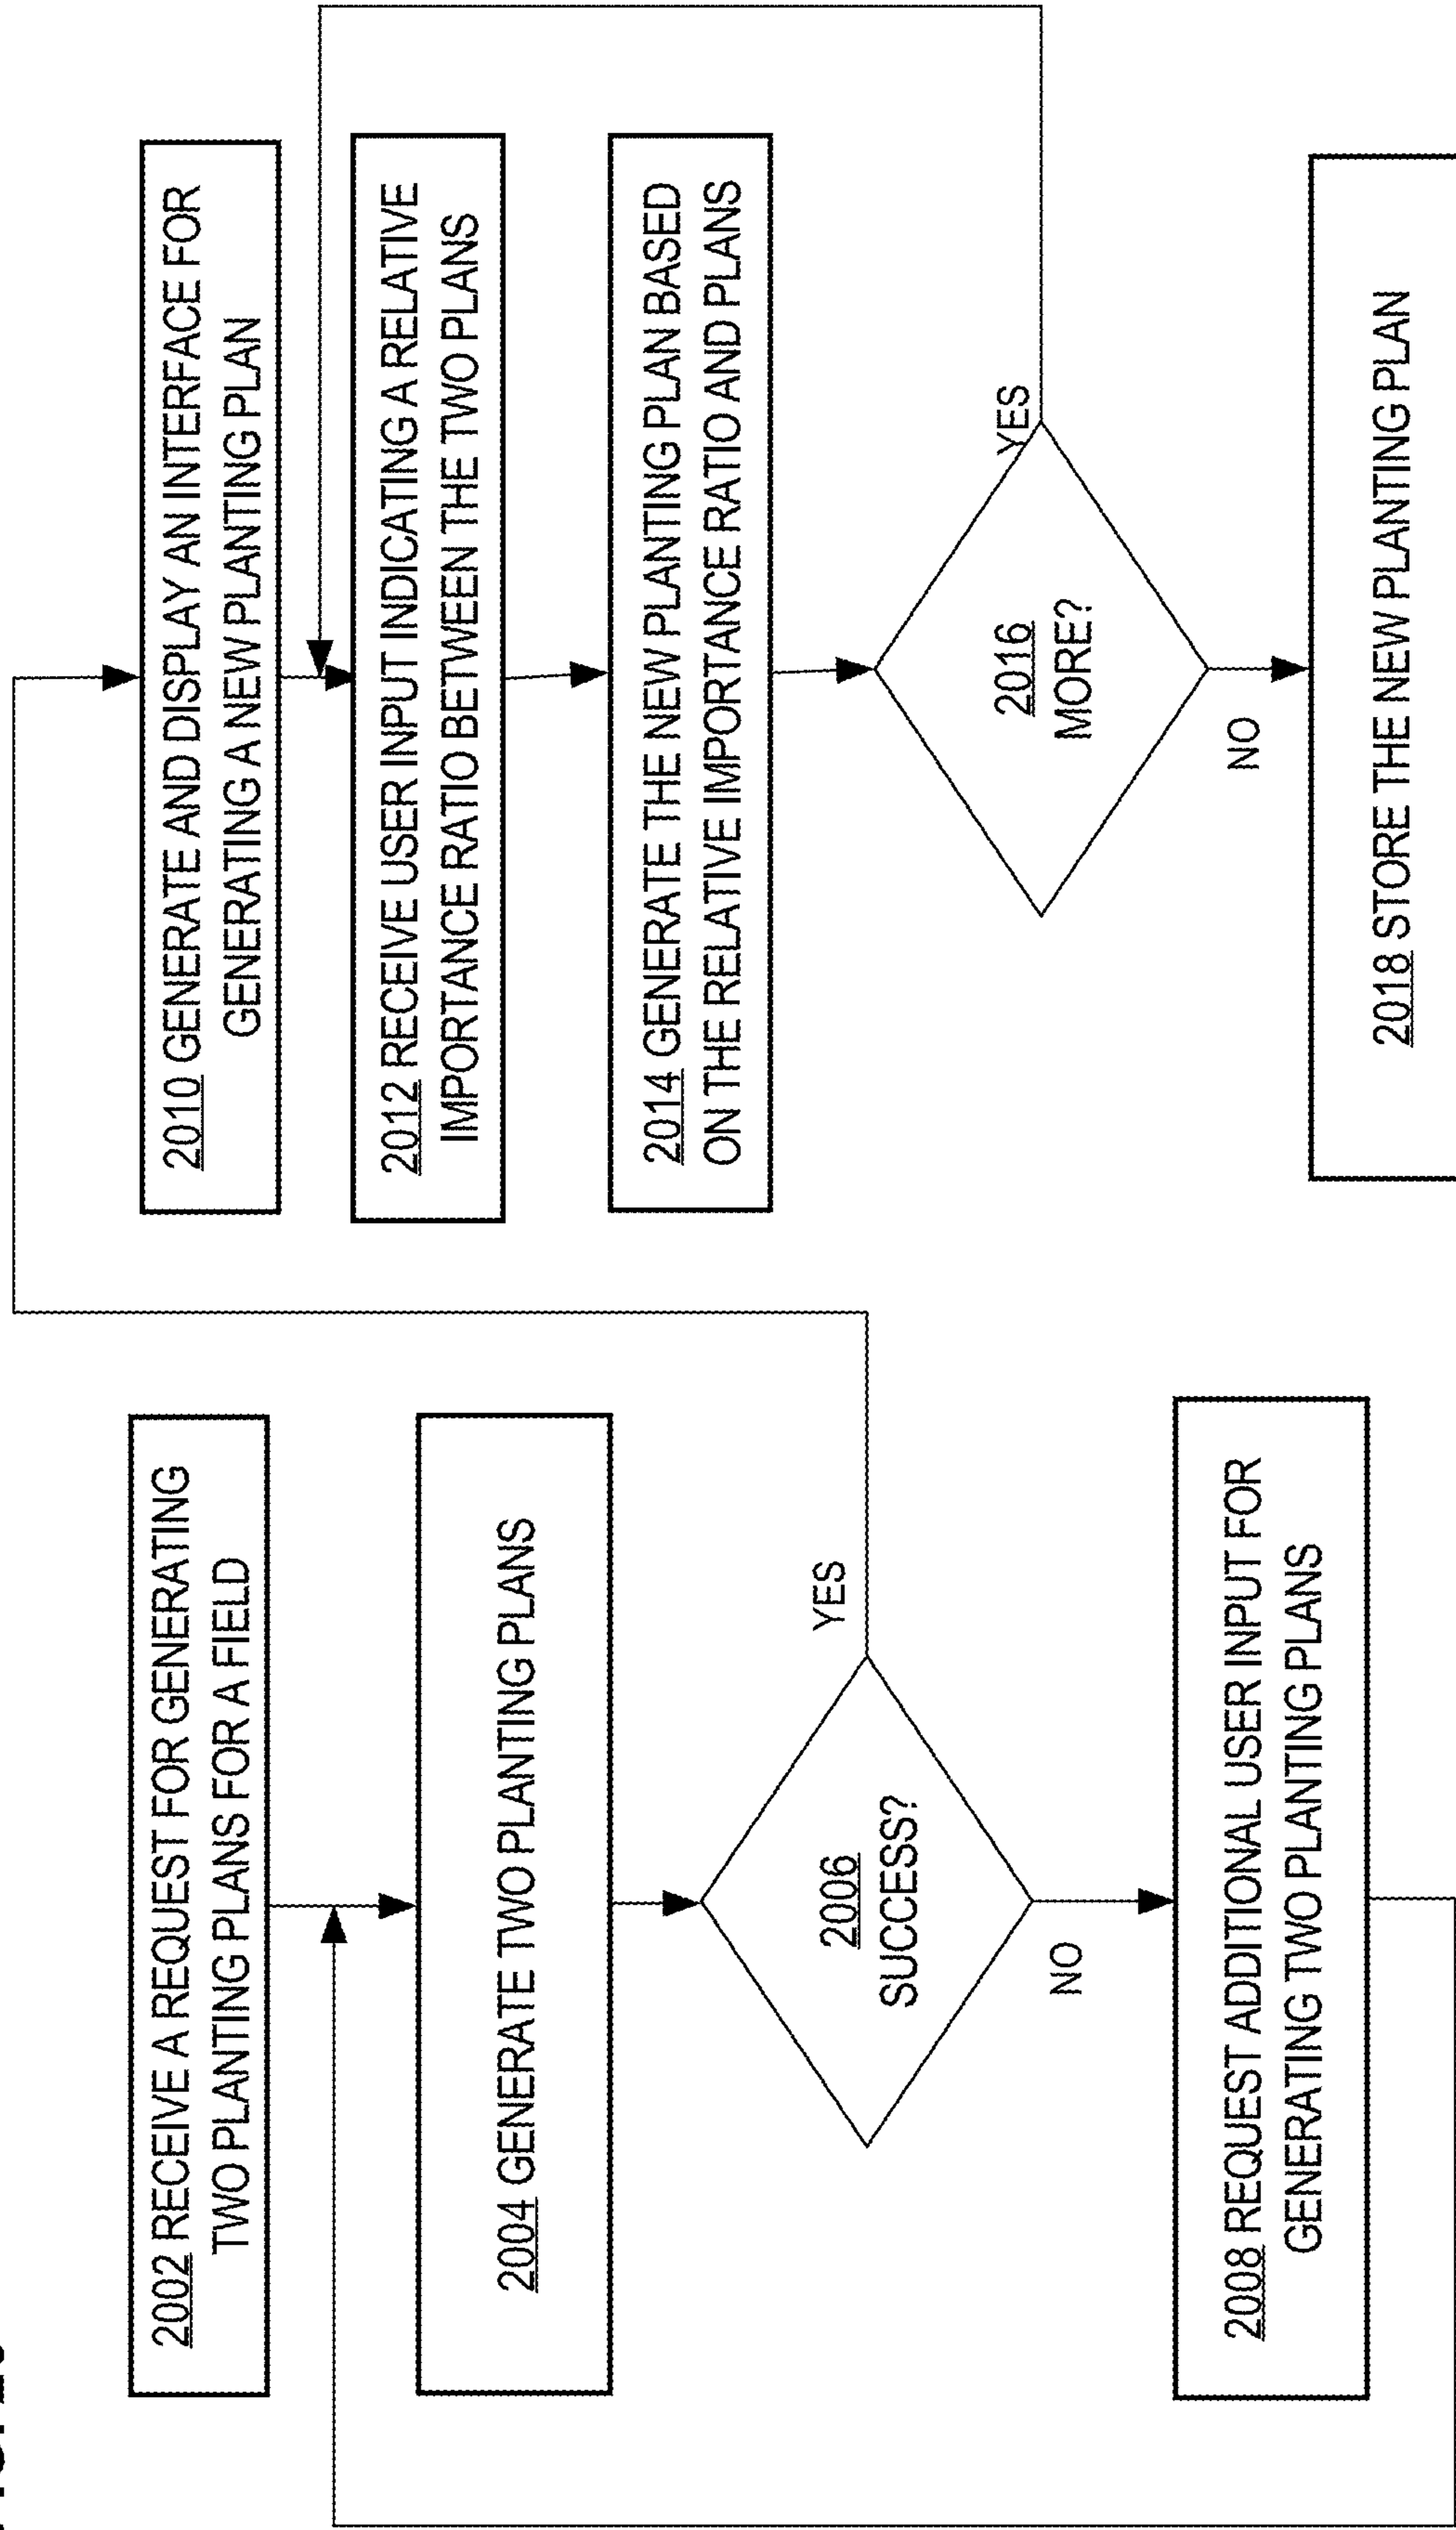 2002 RECEIVE A REQUEST FOR GENERATING
TWO PLANTING PLANS FOR A FIELD
2004 GENERATE TWO PLANTING PLANS
2006
SUCCESS?
YES
NO
2008 REQUEST ADDITIONAL USER INPUT FOR
GENERATING TWO PLANTING PLANS
2010 GENERATE AND DISPLAY AN INTERFACE FOR
GENERATING A NEW PLANTING PLAN
2012 RECEIVE USER INPUT INDICATING A RELATIVE
IMPORTANCE RATIO BETWEEN THE TWO PLANS
2014 GENERATE THE NEW PLANTING PLAN BASED
ON THE RELATIVE IMPORTANCE RATIO AND PLANS
2016
MORE?
YES
NO
2018 STORE THE NEW PLANTING PLAN